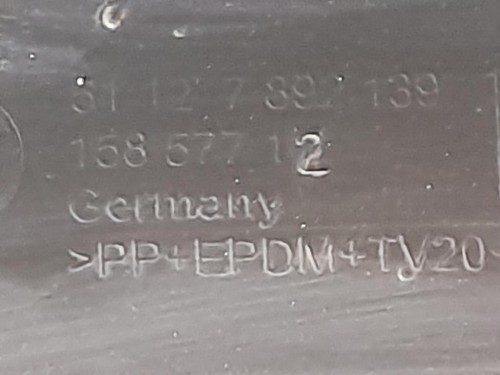 51 12 7 892 139
158 577 12
Germany
>PP+EPDM+TV20<